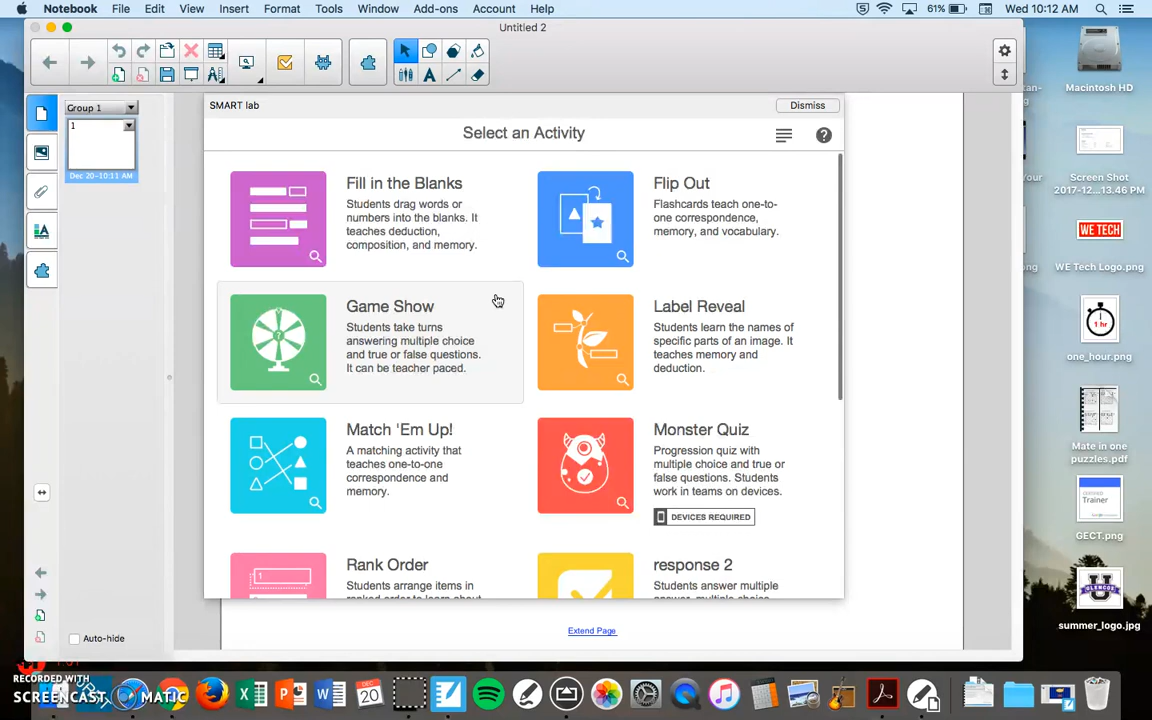 Notebook File Edit View Insert Format Tools Window Add-ons Account Help 61% Wed 10:12 AM
Untitled 2
Group 1
1
Dec 20-10:11 AM
SMART lab
Dismiss
Select an Activity
Fill in the Blanks
Students drag words or
numbers into the blanks. It
teaches deduction,
composition, and memory.
Flip Out
Flashcards teach one-to-
one correspondence,
memory, and vocabulary.
Game Show
Students take turns
answering multiple choice
and true or false questions.
It can be teacher paced.
Label Reveal
Students learn the names of
specific parts of an image. It
teaches memory and
deduction.
Match 'Em Up!
A matching activity that
teaches one-to-one
correspondence and
memory.
Monster Quiz
Progression quiz with
multiple choice and true or
false questions. Students
work in teams on devices.
DEVICES REQUIRED
Rank Order
Students arrange items in
response 2
Students answer multiple
Extend Page
Auto-hide
Macintosh HD
Screen Shot
2017-12...13.46 PM
WE TECH
WE Tech Logo.png
1 hr
one_hour.png
Mate in one
puzzles.pdf
Certified
Trainer
GECT.png
summer_logo.jpg
RECORDED WITH
SCREENCAST MATIC
DEC
20